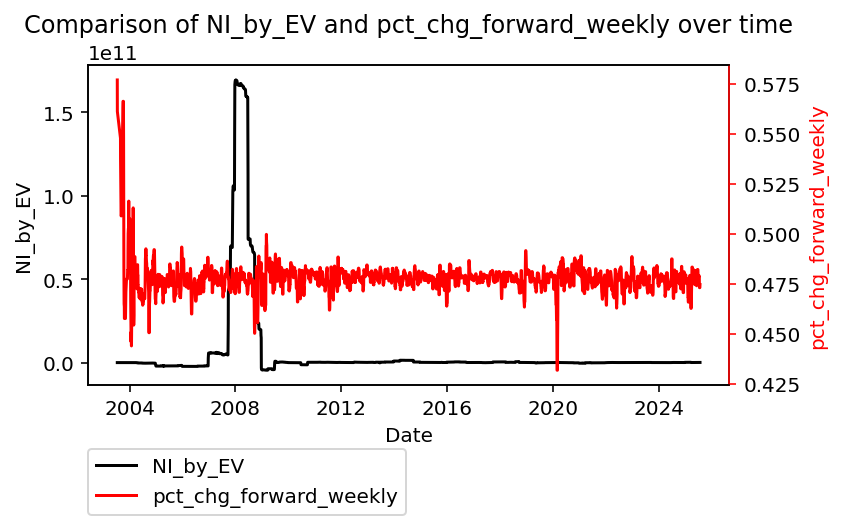 Comparison of NI_by_EV and pct_chg_forward_weekly over time
1e11
NI_by_EV
1.5
1.0
0.5
0.0
0.575
0.550
0.525
0.500
0.475
0.450
0.425
pct_chg_forward_weekly
2004 2008 2012 2016 2020 2024
Date
NI_by_EV
pct_chg_forward_weekly